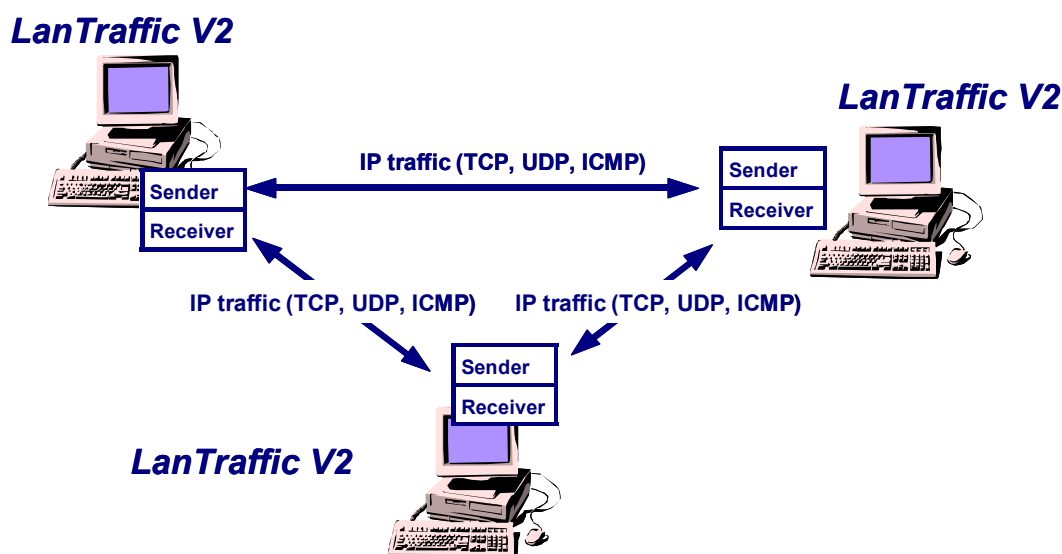 LanTraffic V2
LanTraffic V2
IP traffic (TCP, UDP, ICMP)
Sender
Receiver
Sender
Receiver
IP traffic (TCP, UDP, ICMP)
IP traffic (TCP, UDP, ICMP)
Sender
Receiver
LanTraffic V2